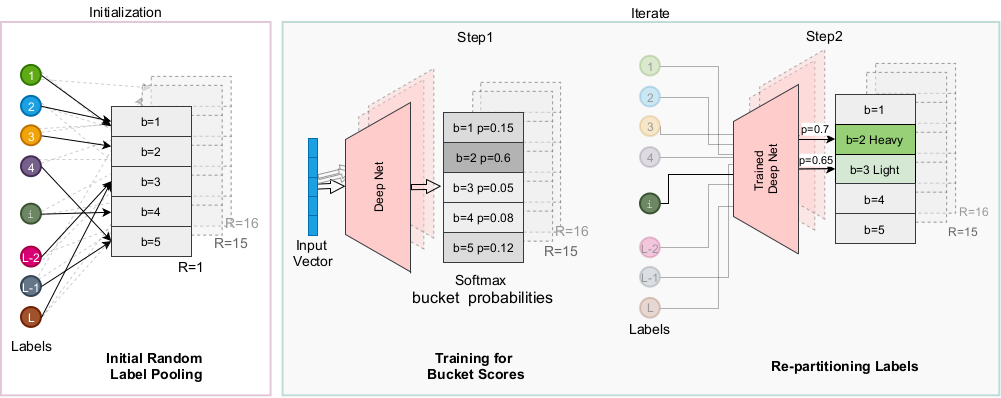 Initialization
1
2
3
4
i
L-2
L-1
L
Labels
b=1
b=2
b=3
b=4
b=5
R=16
R=15
R=1
Initial Random
Label Pooling
Iterate
Step1
Input
Vector
Deep Net
b=1 p=0.15
b=2 p=0.6
b=3 p=0.05
b=4 p=0.08
b=5 p=0.12
R=16
R=15
Softmax
bucket probabilities
Training for
Bucket Scores
Step2
1
2
3
4
i
L-2
L-1
L
Labels
Trained
Deep Net
p=0.7
p=0.65
b=1
b=2 Heavy
b=3 Light
b=4
b=5
R=16
R=15
Re-partitioning Labels